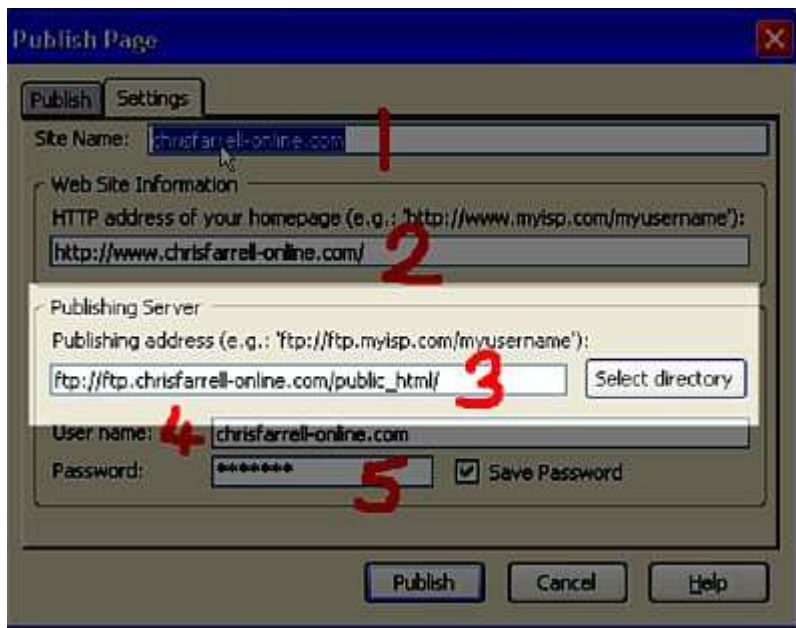 Publish Page
Publish Settings
Site Name: chrisfarrell-online.com 1
Web Site Information
HTTP address of your homepage (e.g.: 'http://www.myisp.com/myusername'):
http://www.chrisfarrell-online.com/ 2
Publishing Server
Publishing address (e.g.: 'ftp://ftp.myisp.com/myusername'):
ftp://ftp.chrisfarrell-online.com/public_html/ 3 Select directory
User name: 4 chrisfarrell-online.com
Password: ******* 5 Save Password
Publish Cancel Help